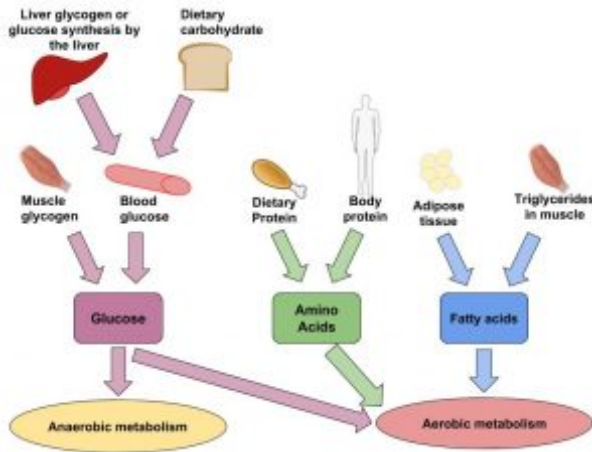 Liver glycogen or
glucose synthesis by
the liver
Dietary
carbohydrate
Muscle
glycogen
Blood
glucose
Dietary
Protein
Body
protein
Adipose
tissue
Triglycerides
in muscle
Glucose
Amino
Acids
Fatty acids
Anaerobic metabolism
Aerobic metabolism